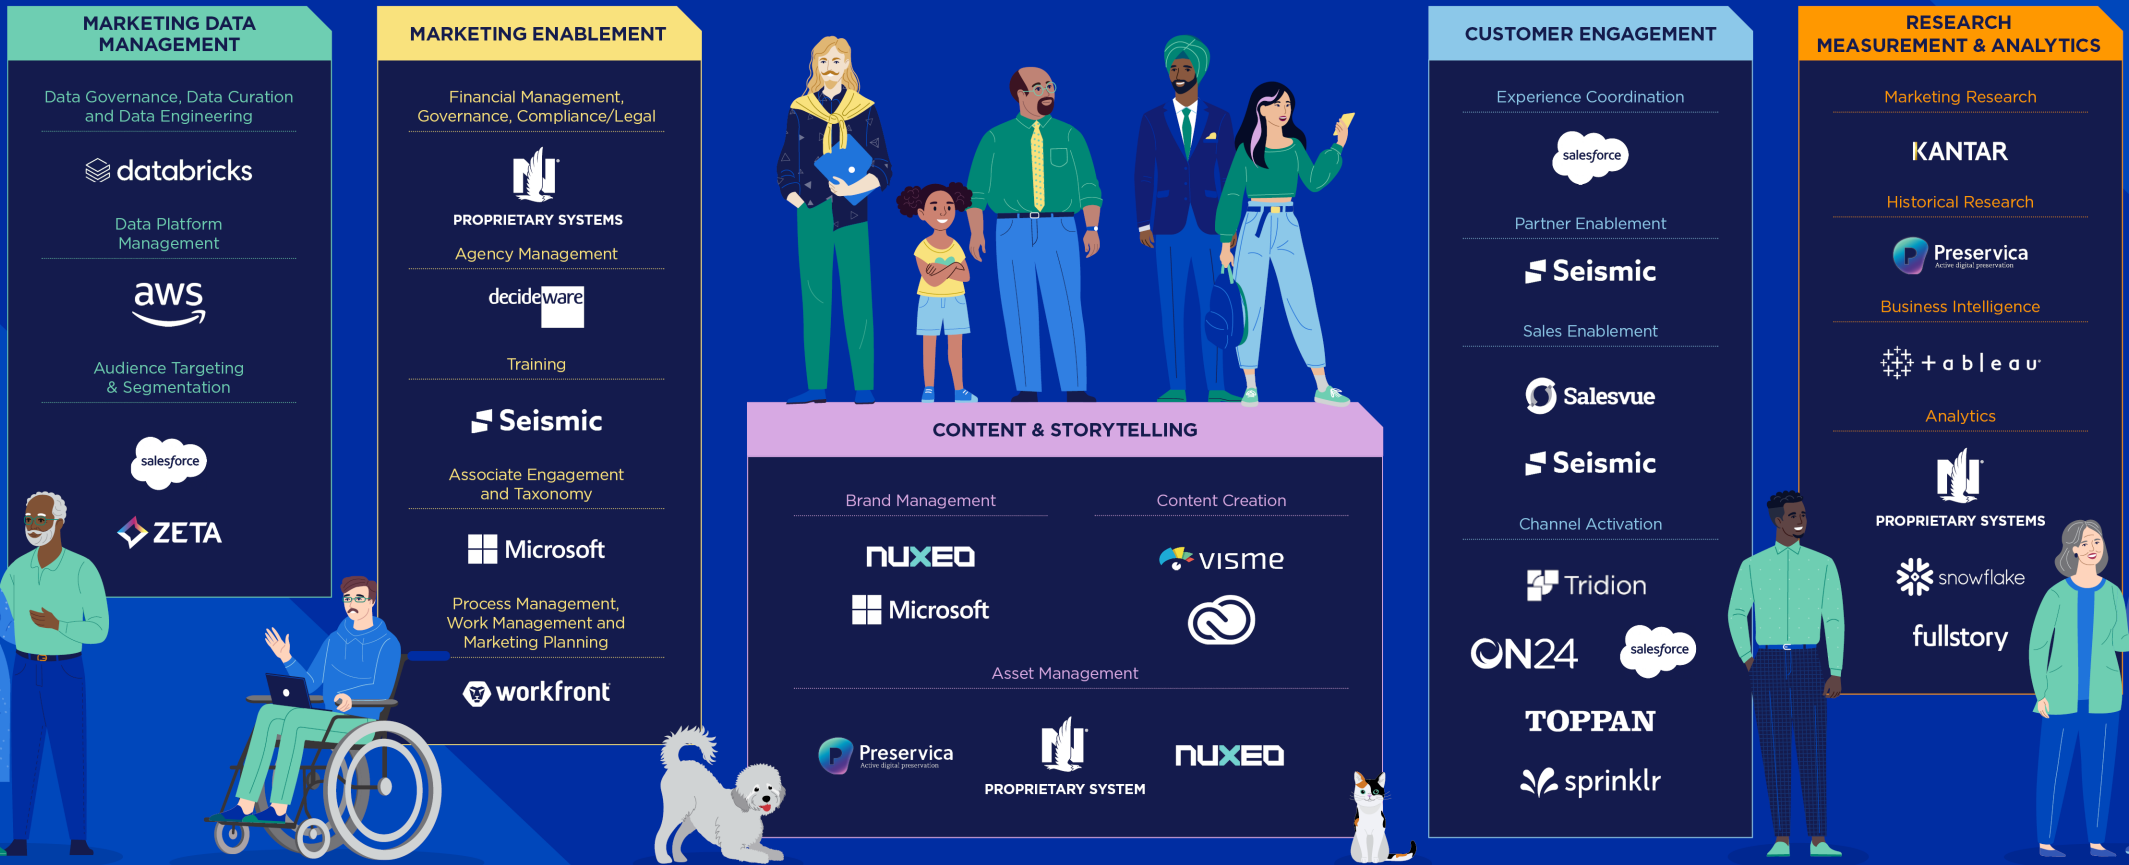 MARKETING DATA
MANAGEMENT
Data Governance, Data Curation
and Data Engineering
databricks
Data Platform
Management
aws
Audience Targeting
& Segmentation
salesforce
ZETA
MARKETING ENABLEMENT
Financial Management,
Governance, Compliance/Legal
N
PROPRIETARY SYSTEMS
Agency Management
decideware
Training
Seismic
Associate Engagement
and Taxonomy
Microsoft
Process Management,
Work Management and
Marketing Planning
workfront
CONTENT & STORYTELLING
Brand Management
NUXEO
Microsoft
Content Creation
VISME
Asset Management
P Preservica
Active digital preservation
N
PROPRIETARY SYSTEM
NUXEO
CUSTOMER ENGAGEMENT
Experience Coordination
salesforce
Partner Enablement
Seismic
Sales Enablement
Salesvue
Seismic
Channel Activation
Tridion
ON24 salesforce
TOPPAN
sprinklr
RESEARCH
MEASUREMENT & ANALYTICS
Marketing Research
KANTAR
Historical Research
P Preservica
Active digital preservation
Business Intelligence
+ a b | e a u
Analytics
N
PROPRIETARY SYSTEMS
snowflake
fullstory